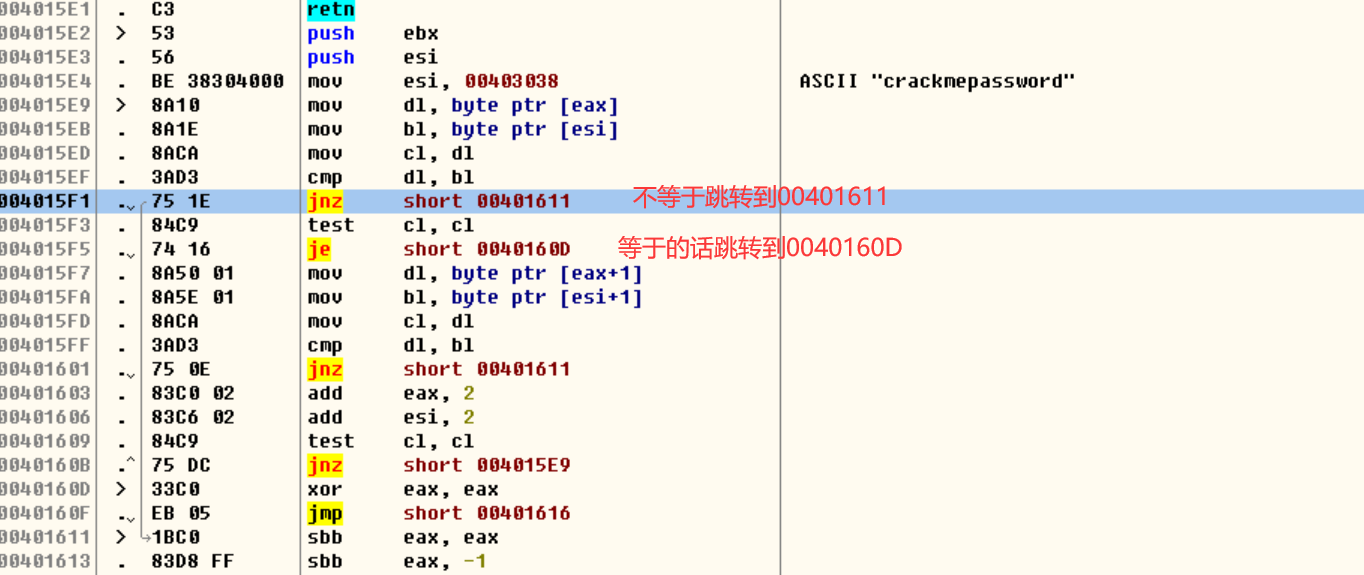 004015E1 . C3 retn
004015E2 > 53 push ebx
004015E3 . 56 push esi
004015E4 . BE 38304000 mov esi, 00403038 ASCII "crackmepassword"
004015E9 > 8A10 mov dl, byte ptr [eax]
004015EB . 8A1E mov bl, byte ptr [esi]
004015ED . 8ACA mov cl, dl
004015EF . 3AD3 cmp dl, bl
004015F1 . 75 1E jnz short 00401611 不等于跳转到00401611
004015F3 . 84C9 test cl, cl
004015F5 . 74 16 je short 0040160D 等于的话跳转到0040160D
004015F7 . 8A50 01 mov dl, byte ptr [eax+1]
004015FA . 8A5E 01 mov bl, byte ptr [esi+1]
004015FD . 8ACA mov cl, dl
004015FF . 3AD3 cmp dl, bl
00401601 . 75 0E jnz short 00401611
00401603 . 83C0 02 add eax, 2
00401606 . 83C6 02 add esi, 2
00401609 . 84C9 test cl, cl
0040160B .^ 75 DC jnz short 004015E9
0040160D > 33C0 xor eax, eax
0040160F . EB 05 jmp short 00401616
00401611 > 1BC0 sbb eax, eax
00401613 . 83D8 FF sbb eax, -1